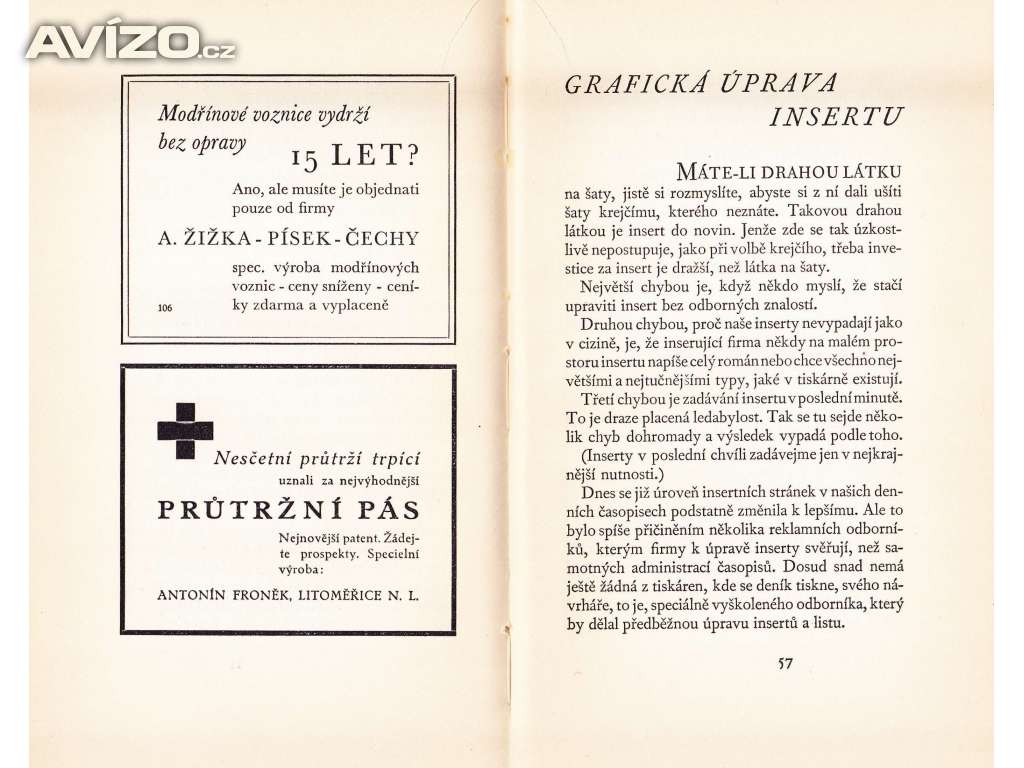 AVÍZO.cz
Modřínové voznice vydrží
bez opravy
15 LET?
Ano, ale musíte je objednati
pouze od firmy
A. ŽIŽKA - PÍSEK - ČECHY
spec. výroba modřínových
voznic - ceny sníženy - cení-
ky zdarma a vyplaceně
106
Nesčetní průtrží trpící
uznali za nejvýhodnější
PRŮTRŽNÍ PÁS
Nejnovější patent. Žádej-
te prospekty. Specielní
výroba:
ANTONÍN FRONĚK, LITOMĚŘICE N. L.
GRAFICKÁ ÚPRAVA
INSERTU
MÁTE-LI DRAHOU LÁTKU
na šaty, jistě si rozmyslíte, abyste si z ní dali ušíti
šaty krejčímu, kterého neznáte. Takovou drahou
látkou je insert do novin. Jenže zde se tak úzkost-
livě nepostupuje, jako při volbě krejčího, třeba inve-
stice za insert je dražší, než látka na šaty.
Největší chybou je, když někdo myslí, že stačí
upraviti insert bez odborných znalostí.
Druhou chybou, proč naše inserty nevypadají jako
v cizině, je, že inserující firma někdy na malém pro-
storu insertu napíše celý román nebo chce všechno nej-
většími a nejtučnějšími typy, jaké v tiskárně existují.
Třetí chybou je zadávání insertu v poslední minutě.
To je draze placená ledabylost. Tak se tu sejde něko-
lik chyb dohromady a výsledek vypadá podle toho.
(Inserty v poslední chvíli zadávejme jen v nejkraj-
nější nutnosti.)
Dnes se již úroveň insertních stránek v našich den-
ních časopisech podstatně změnila k lepšímu. Ale to
bylo spíše přičiněním několika reklamních odborní-
ků, kterým firmy k úpravě inserty svěřují, než sa-
motných administrací časopisů. Dosud snad nemá
ještě žádná z tiskáren, kde se deník tiskne, svého ná-
vrháře, to je, speciálně vyškoleného odborníka, který
by dělal předběžnou úpravu insertů a listu.
57